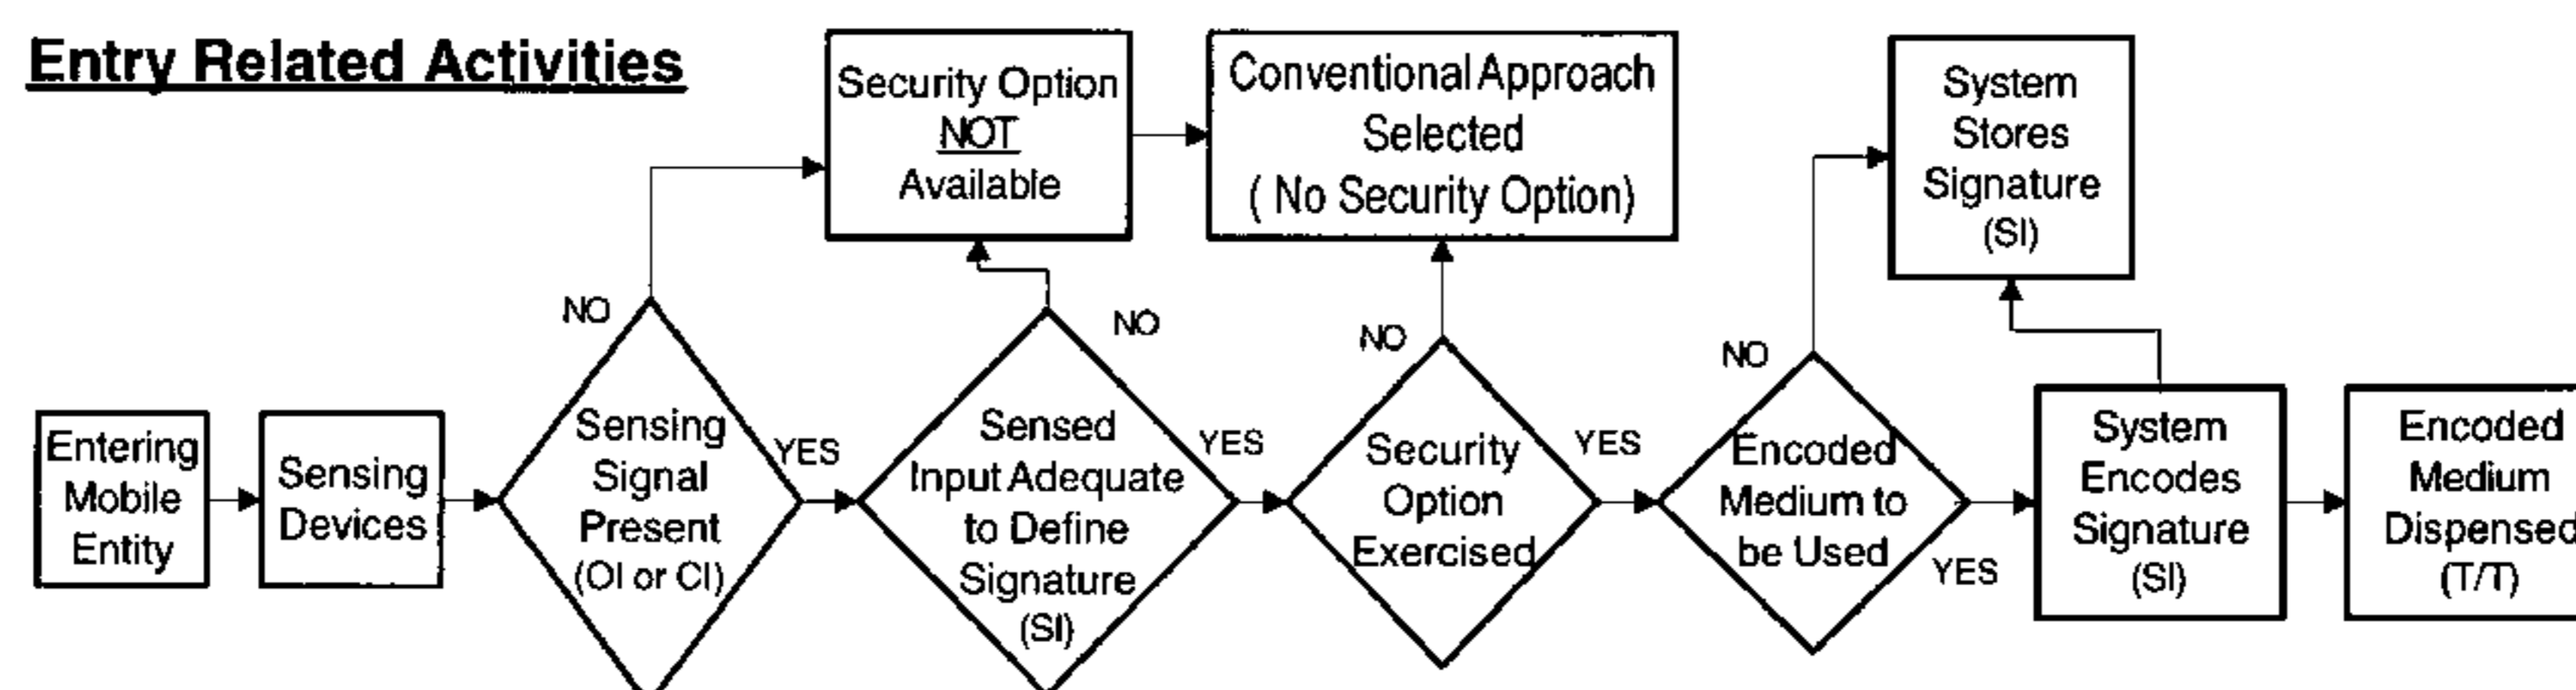 Entry Related Activities
Security Option
NOT
Available
Conventional Approach
Selected
( No Security Option)
System
Stores
Signature
(SI)
NO
NO
NO
NO
Entering
Mobile
Entity
Sensing
Devices
Sensing
Signal
Present
(OI or CI)
YES
Sensed
Input Adequate
to Define
Signature
(SI)
YES
Security
Option
Exercised
YES
Encoded
Medium to
be Used
YES
System
Encodes
Signature
(SI)
Encoded
Medium
Dispensed
(T/T)